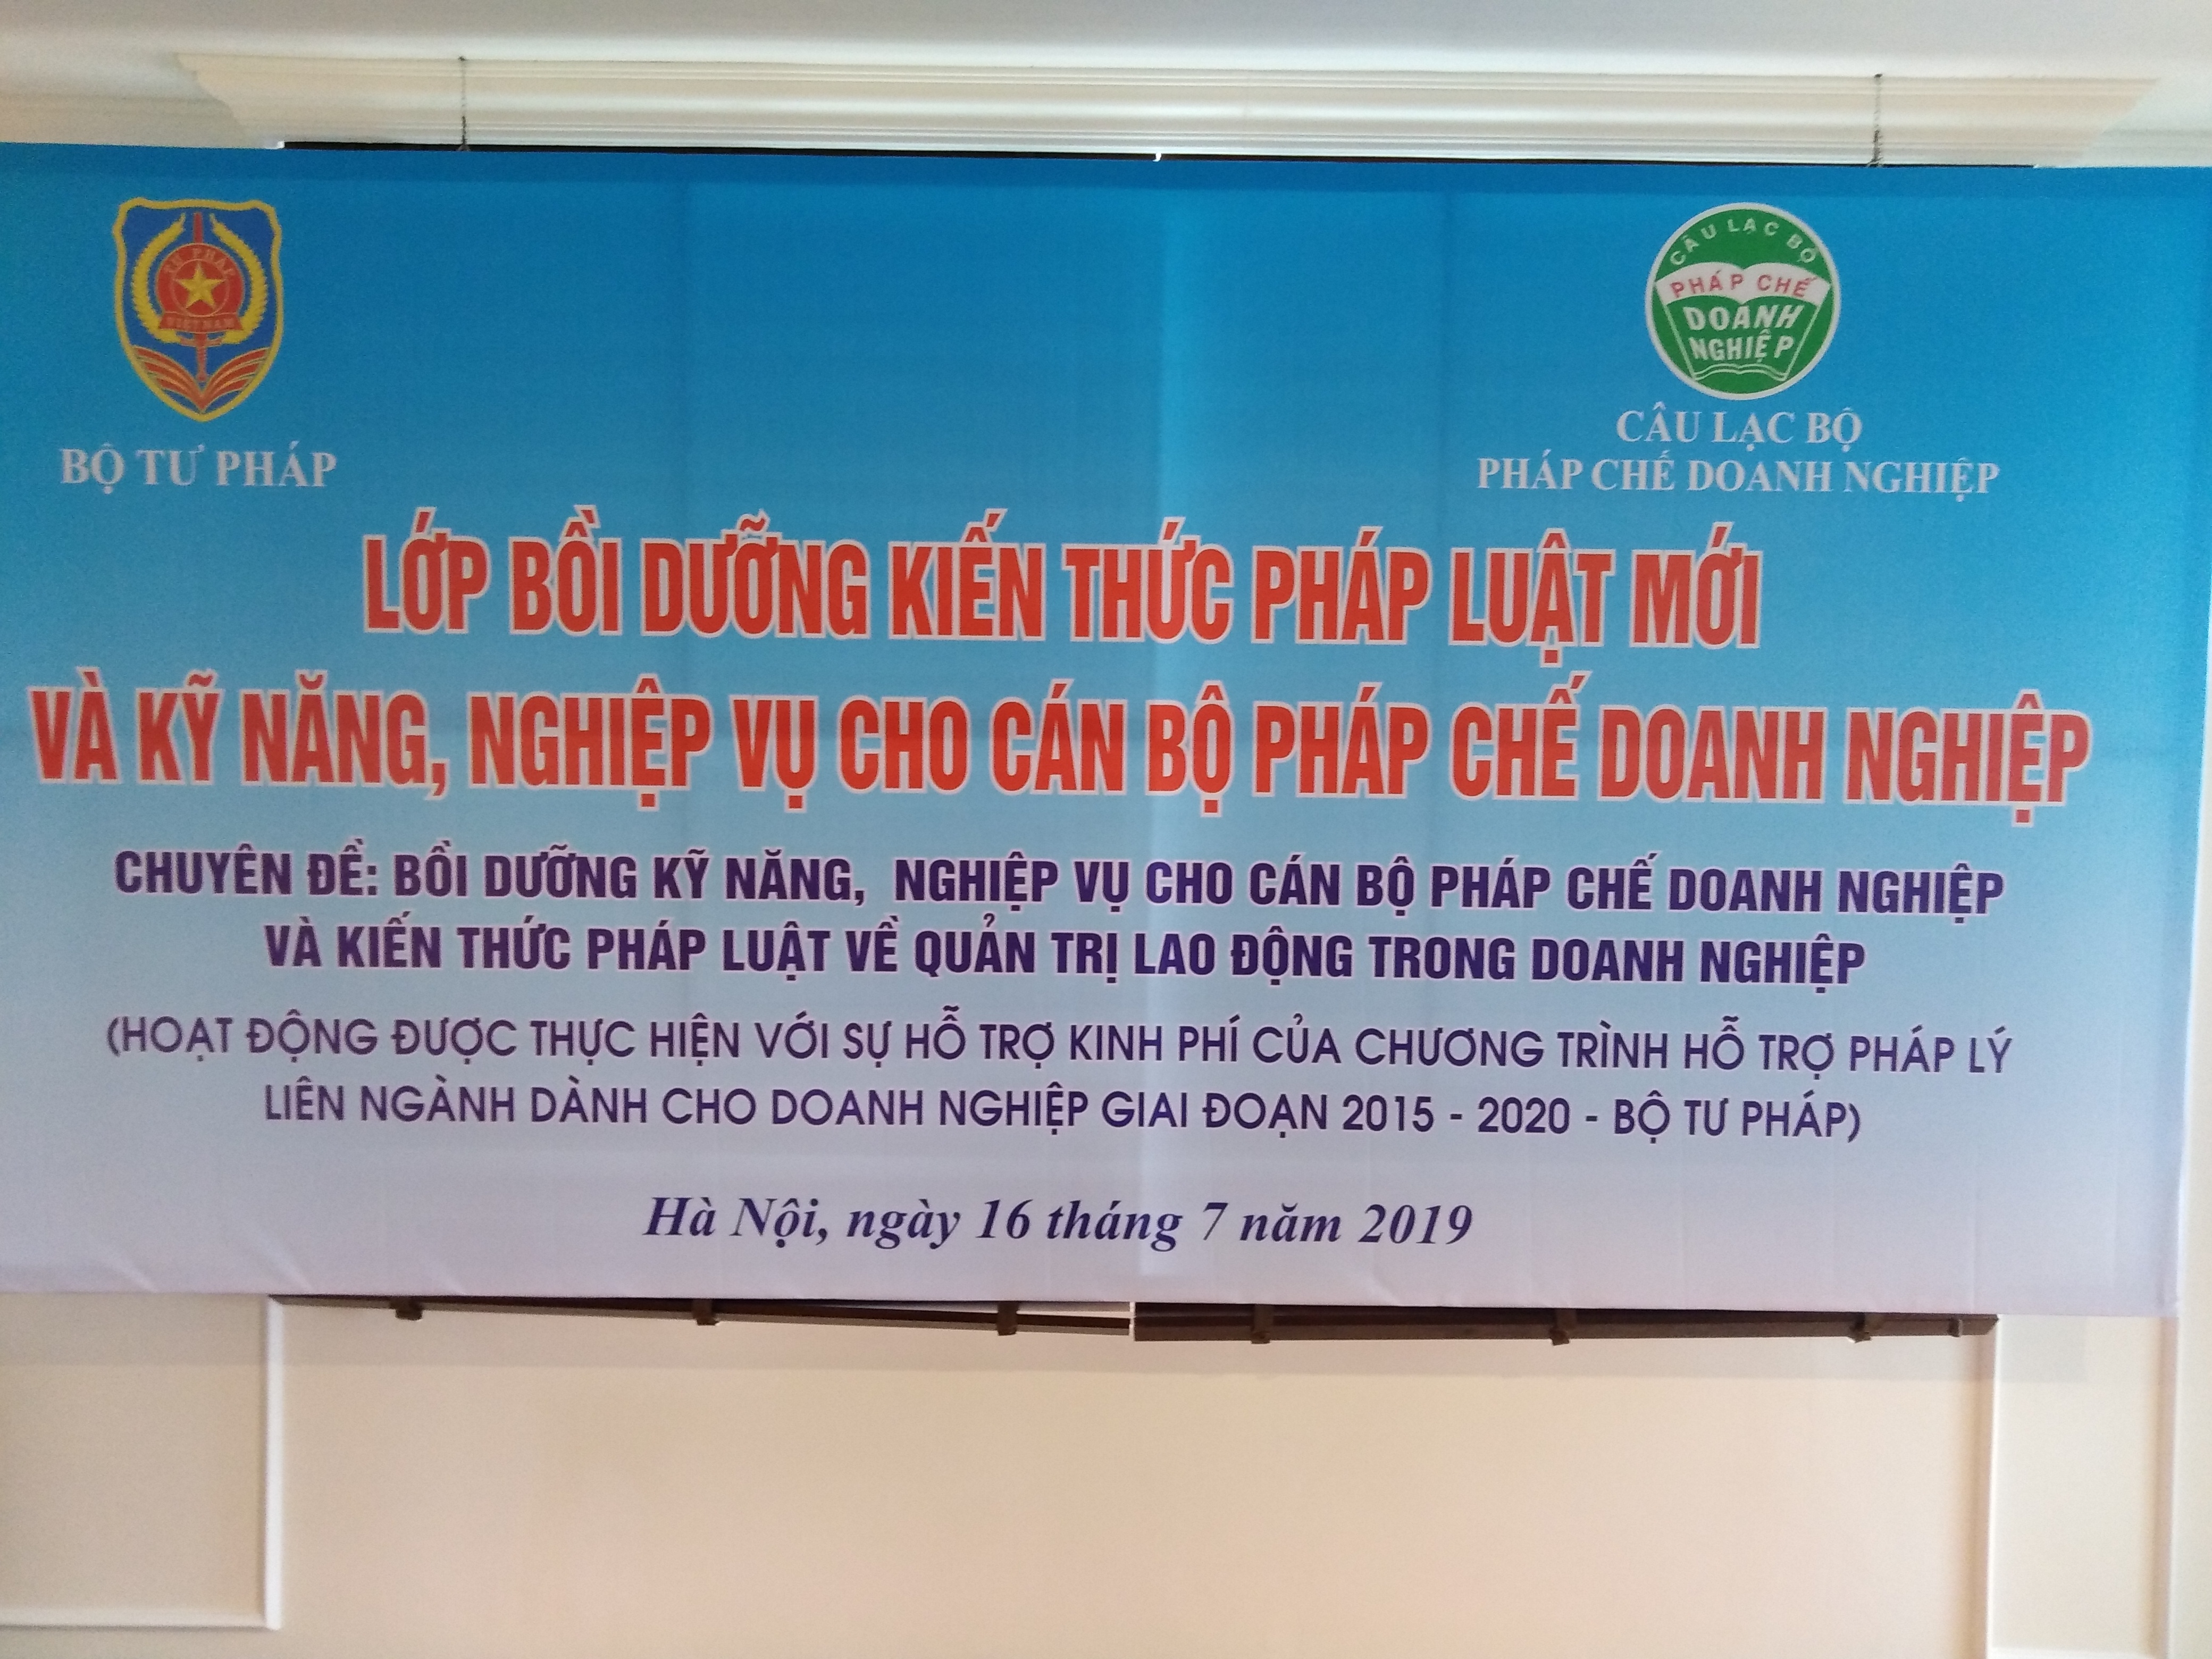 TƯ PHÁP
VIỆT NAM
BỘ TƯ PHÁP
CÂU LẠC BỘ
PHÁP CHẾ
DOANH
NGHIỆP
CÂU LẠC BỘ
PHÁP CHẾ DOANH NGHIỆP
LỚP BỒI DƯỠNG KIẾN THỨC PHÁP LUẬT MỚI
VÀ KỸ NĂNG, NGHIỆP VỤ CHO CÁN BỘ PHÁP CHẾ DOANH NGHIỆP
CHUYÊN ĐỀ: BỒI DƯỠNG KỸ NĂNG, NGHIỆP VỤ CHO CÁN BỘ PHÁP CHẾ DOANH NGHIỆP
VÀ KIẾN THỨC PHÁP LUẬT VỀ QUẢN TRỊ LAO ĐỘNG TRONG DOANH NGHIỆP
(HOẠT ĐỘNG ĐƯỢC THỰC HIỆN VỚI SỰ HỖ TRỢ KINH PHÍ CỦA CHƯƠNG TRÌNH HỖ TRỢ PHÁP LÝ
LIÊN NGÀNH DÀNH CHO DOANH NGHIỆP GIAI ĐOẠN 2015 - 2020 - BỘ TƯ PHÁP)
Hà Nội, ngày 16 tháng 7 năm 2019